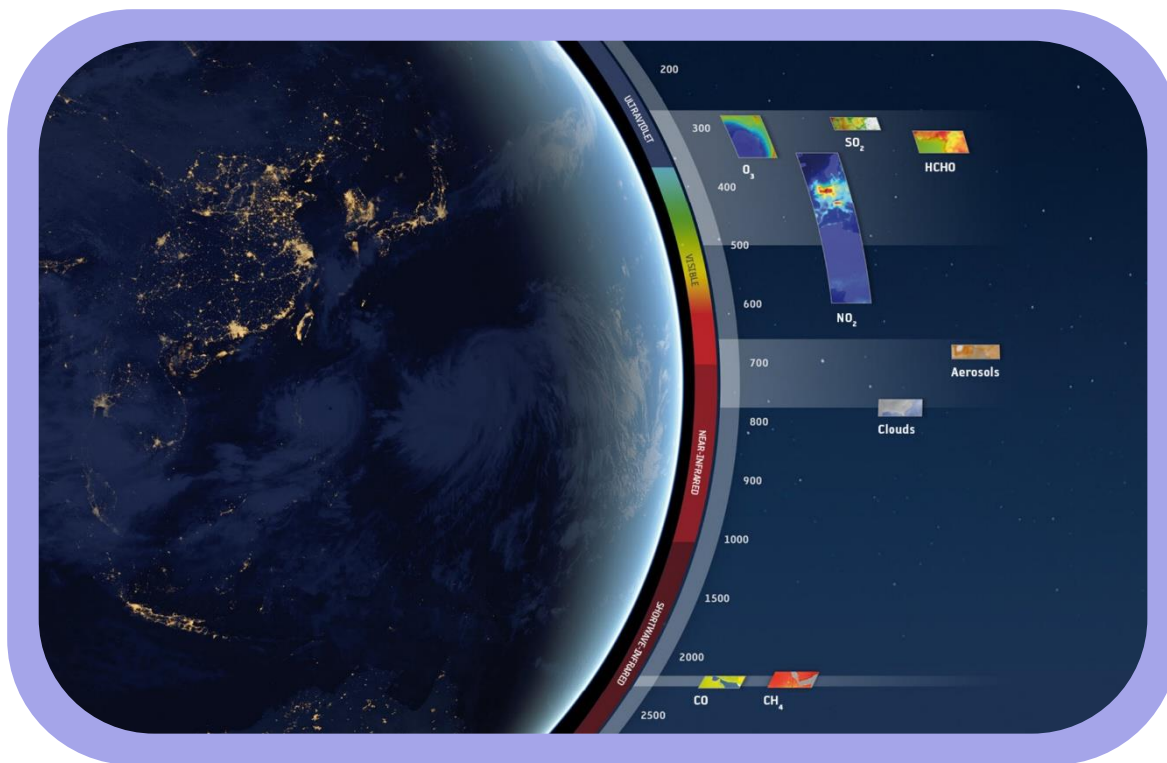 ULTRAVIOLET
VISIBLE
NEAR-INFRARED
SHORTWAVE-INFRARED
200
300
400
500
600
700
800
900
1000
1500
2000
2500
O₃
SO₂
HCHO
NO₂
Aerosols
Clouds
CO
CH₄